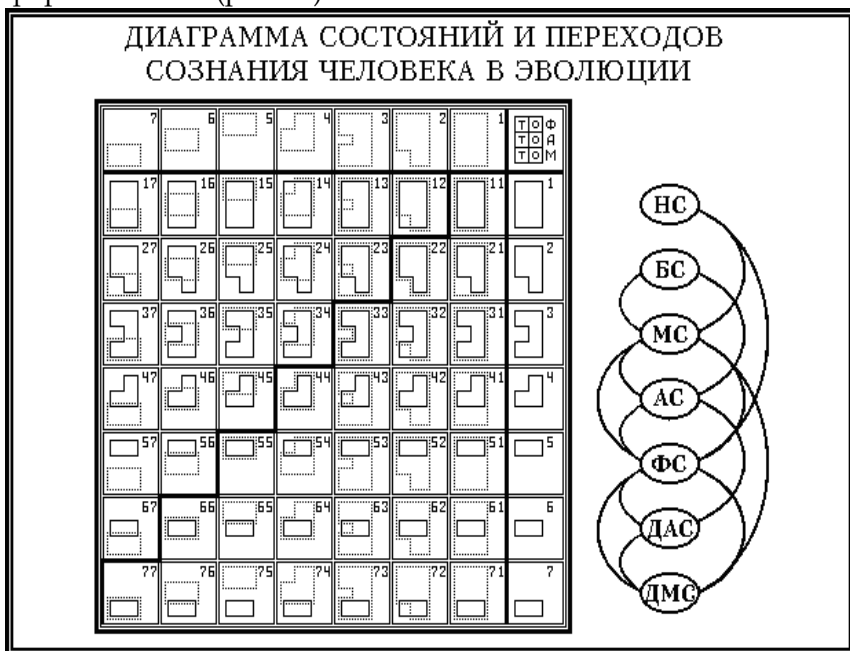 ДИАГРАММА СОСТОЯНИЙ И ПЕРЕХОДОВ
СОЗНАНИЯ ЧЕЛОВЕКА В ЭВОЛЮЦИИ
7 6 5 4 3 2 1 Т О Ф
Т О А
Т О М
17 16 15 14 13 12 11 1
27 26 25 24 23 22 21 2
37 36 35 34 33 32 31 3
47 46 45 44 43 42 41 4
57 56 55 54 53 52 51 5
67 66 65 64 63 62 61 6
77 76 75 74 73 72 71 7
НС
БС
МС
АС
ФС
ДАС
ДМС